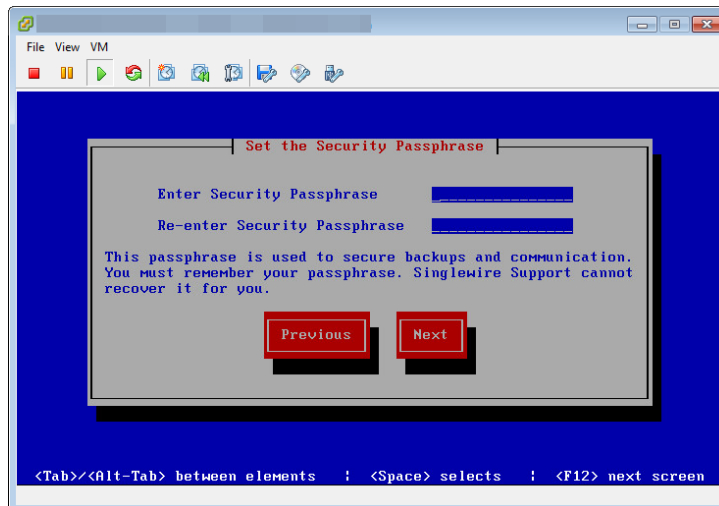 File View VM
Set the Security Passphrase
Enter Security Passphrase
Re-enter Security Passphrase
This passphrase is used to secure backups and communication.
You must remember your passphrase. Singlewire Support cannot
recover it for you.
Previous Next
<Tab>/<Alt-Tab> between elements ¦ <Space> selects ¦ <F12> next screen